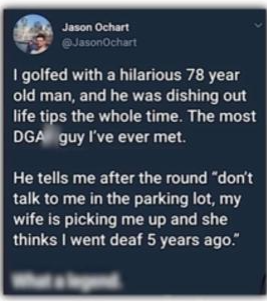 Jason Ochart
@JasonOchart
I golfed with a hilarious 78 year
old man, and he was dishing out
life tips the whole time. The most
DGA guy I've ever met.
He tells me after the round "don't
talk to me in the parking lot, my
wife is picking me up and she
thinks I went deaf 5 years ago."